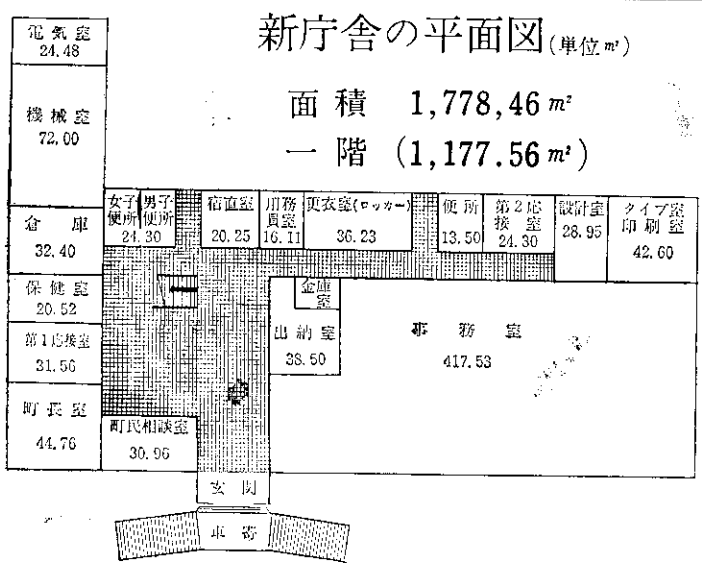 新庁舎の平面図(単位㎡)
面積 1,778,46㎡
一階 (1,177.56㎡)
電気室
24.48
機械室
72.00
倉庫
32.40
保健室
20.52
第1応接室
31.56
町長室
44.76
女子便所
男子便所
24.30
宿直室
20.25
用務員室
16.11
更衣室(ロッカー)
36.23
便所
13.50
第2応接室
24.30
設計室
28.95
タイプ室
印刷室
42.60
金庫室
出納室
38.50
事務室
417.53
町民相談室
30.96
玄関
車寄